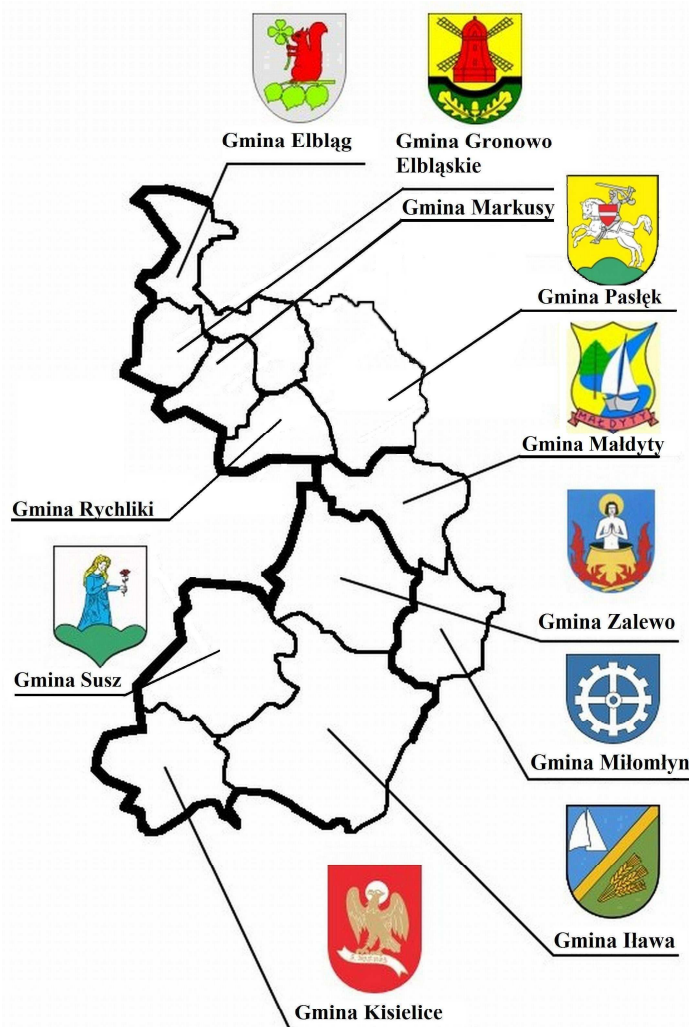 Gmina Elbląg
Gmina Gronowo
Elbląskie
Gmina Markusy
Gmina Pasłęk
MAŁDYTY
Gmina Małdyty
Gmina Rychliki
Gmina Zalewo
Gmina Susz
Gmina Miłomłyn
Gmina Iława
Gmina Kisielice